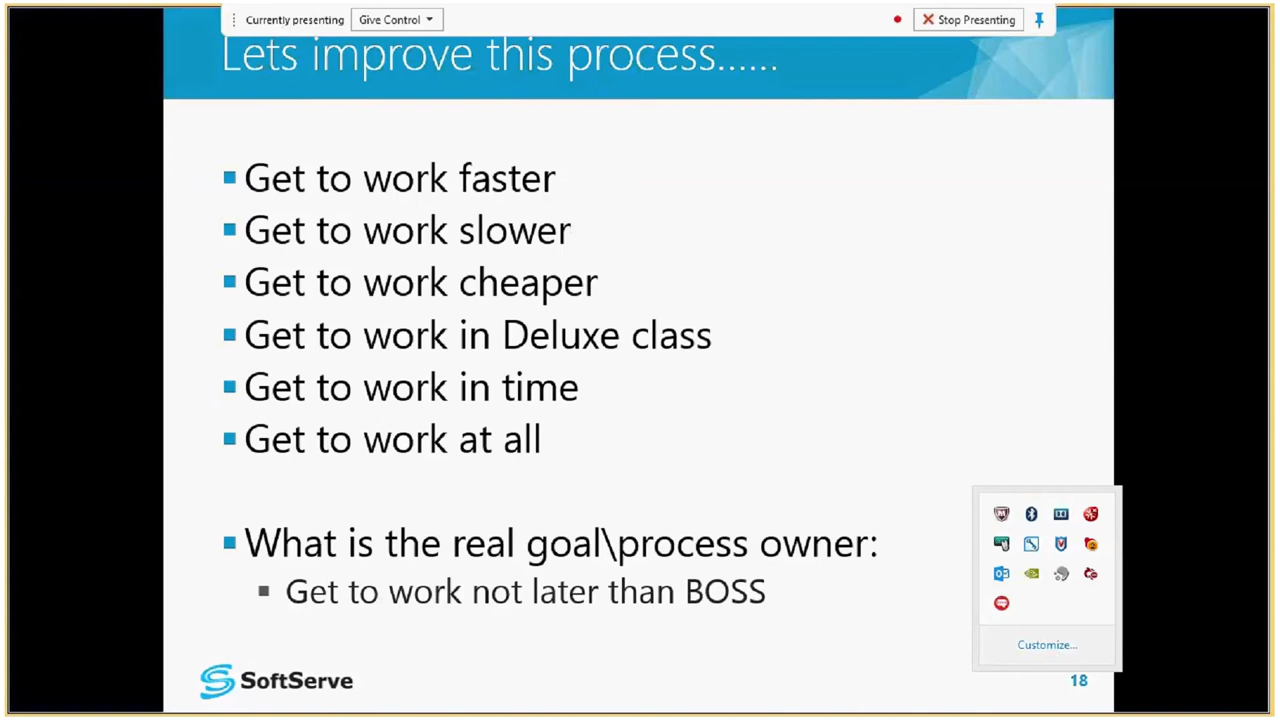 Currently presenting Give Control Stop Presenting
Lets improve this process......
Get to work faster
Get to work slower
Get to work cheaper
Get to work in Deluxe class
Get to work in time
Get to work at all
What is the real goal\process owner:
Get to work not later than BOSS
Customize...
SoftServe
18